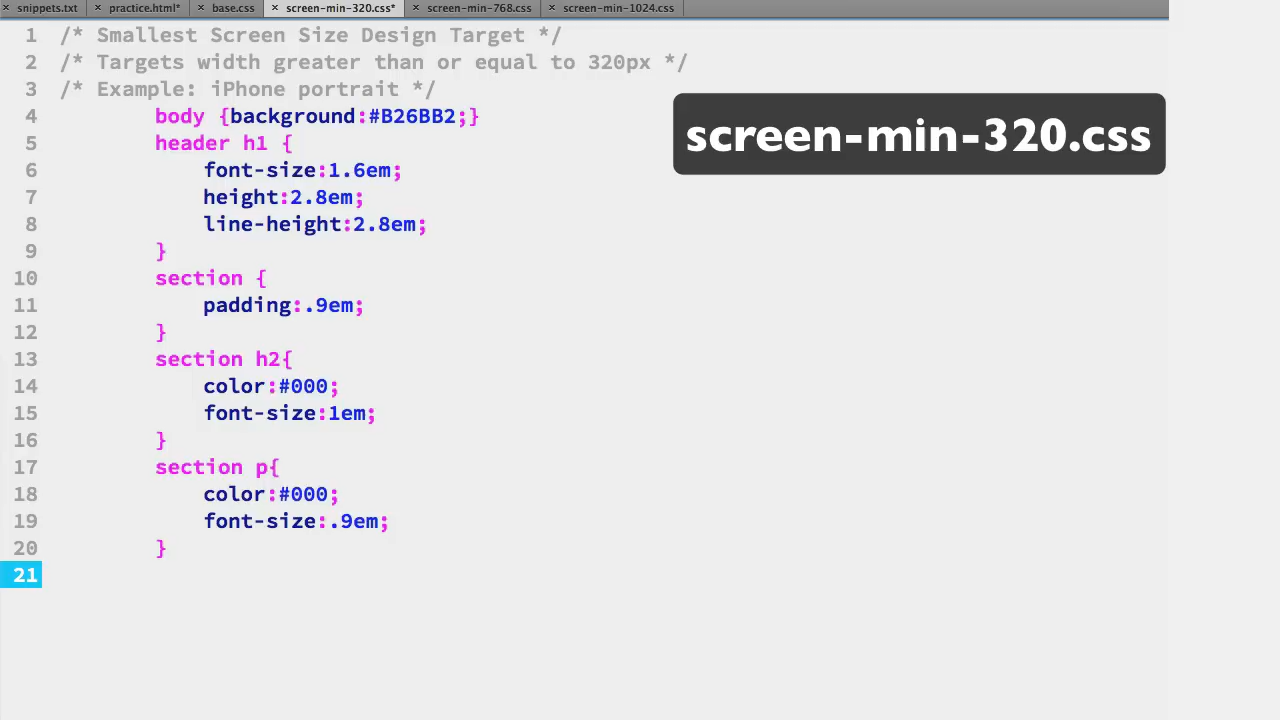 × snippets.txt × practice.html* × base.css × screen-min-320.css* × screen-min-768.css × screen-min-1024.css
1 /* Smallest Screen Size Design Target */
2 /* Targets width greater than or equal to 320px */
3 /* Example: iPhone portrait */
4 body {background:#B26BB2;}
screen-min-320.css
5 header h1 {
6 font-size:1.6em;
7 height:2.8em;
8 line-height:2.8em;
9 }
10 section {
11 padding:.9em;
12 }
13 section h2{
14 color:#000;
15 font-size:1em;
16 }
17 section p{
18 color:#000;
19 font-size:.9em;
20 }
21